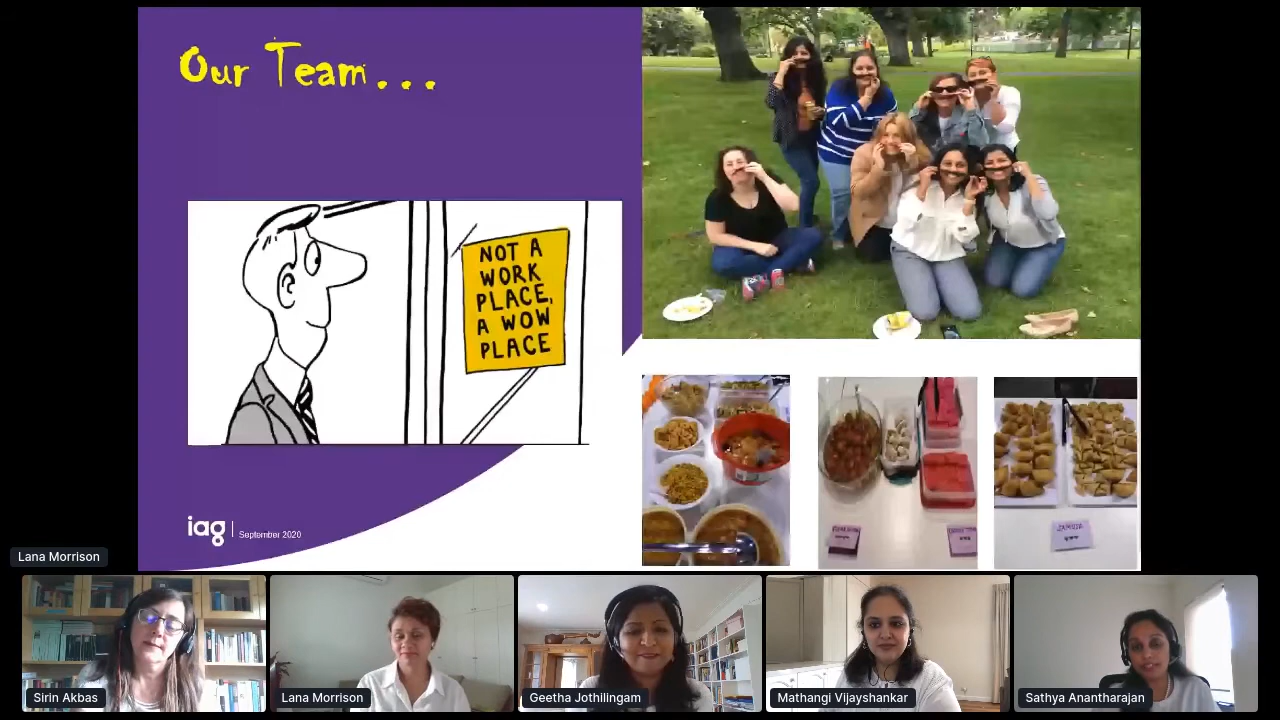 Our Team...
NOT A
WORK
PLACE,
A WOW
PLACE
iag
September 2020
SAMOSA
Lana Morrison
Sirin Akbas
Lana Morrison
Geetha Jothilingam
Mathangi Vijayshankar
Sathya Anantharajan